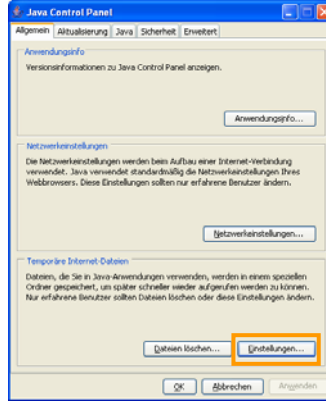 Java Control Panel
Allgemein Aktualisierung Java Sicherheit Erweitert
Anwendungsinfo
Versionsinformationen zu Java Control Panel anzeigen.
Anwendungsinfo...
Netzwerkeinstellungen
Die Netzwerkeinstellungen werden beim Aufbau einer Internet-Verbindung
verwendet. Java verwendet standardmäßig die Netzwerkeinstellungen Ihres
Webbrowsers. Diese Einstellungen sollten nur erfahrene Benutzer ändern.
Netzwerkeinstellungen...
Temporäre Internet-Dateien
Dateien, die Sie in Java-Anwendungen verwenden, werden in einem speziellen
Ordner gespeichert, um später schneller wieder aufgerufen werden zu können.
Nur erfahrene Benutzer sollten Dateien löschen oder diese Einstellungen ändern.
Dateien löschen... Einstellungen...
OK Abbrechen Anwenden